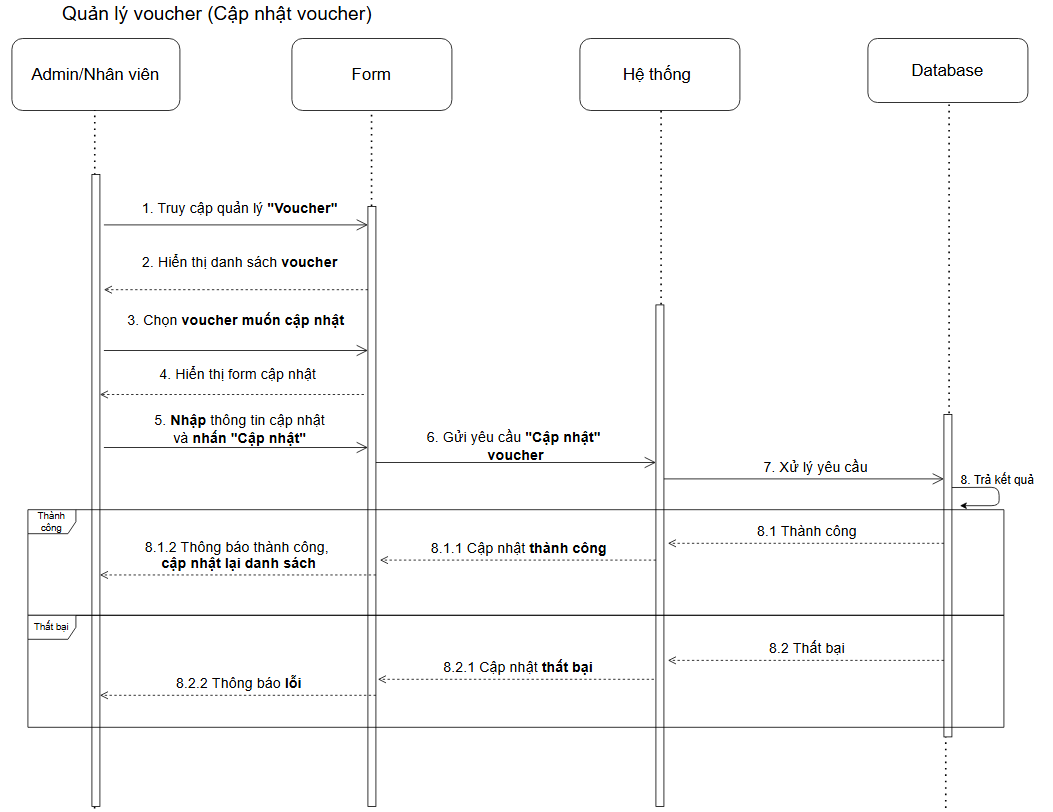 Quản lý voucher (Cập nhật voucher)
Admin/Nhân viên
Form
Hệ thống
Database
1. Truy cập quản lý "Voucher"
2. Hiển thị danh sách voucher
3. Chọn voucher muốn cập nhật
4. Hiển thị form cập nhật
5. Nhập thông tin cập nhật
và nhấn "Cập nhật"
6. Gửi yêu cầu "Cập nhật"
voucher
7. Xử lý yêu cầu
8. Trả kết quả
Thành
công
8.1 Thành công
8.1.1 Cập nhật thành công
8.1.2 Thông báo thành công,
cập nhật lại danh sách
Thất bại
8.2 Thất bại
8.2.1 Cập nhật thất bại
8.2.2 Thông báo lỗi